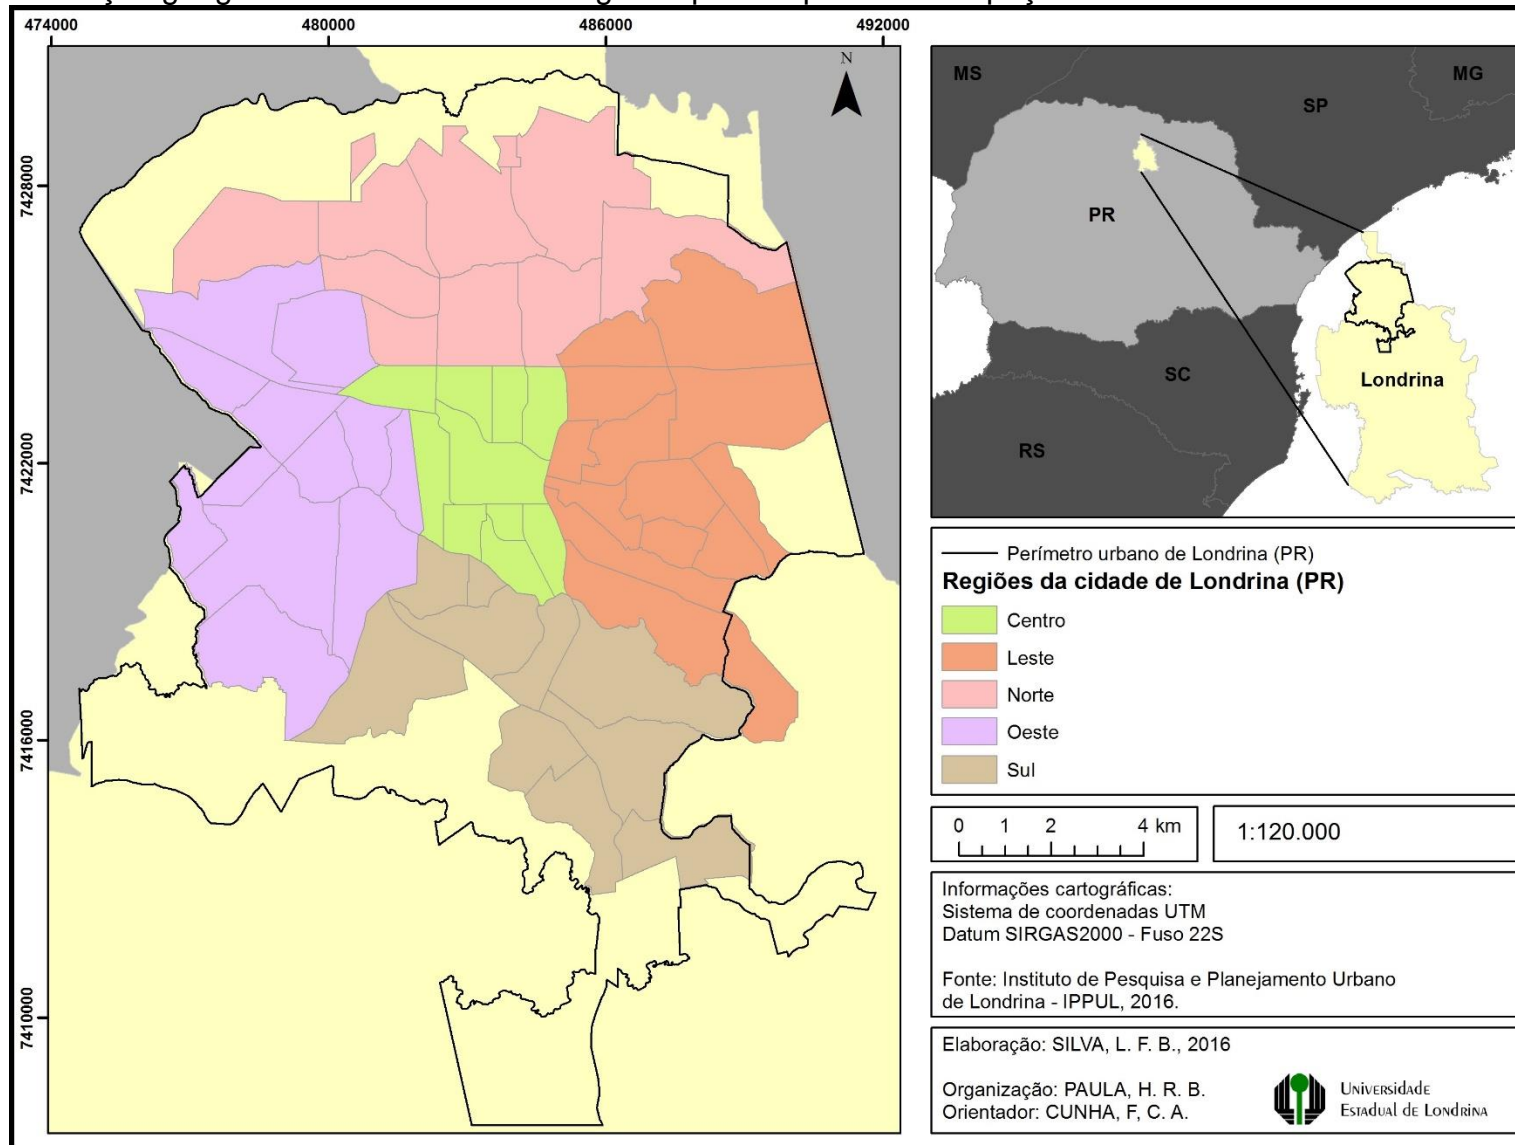 474000 480000 486000 492000
N
7428000
7422000
7416000
7410000
MS
MG
SP
PR
SC
RS
Londrina
Perímetro urbano de Londrina (PR)
Regiões da cidade de Londrina (PR)
Centro
Leste
Norte
Oeste
Sul
0 1 2 4 km
1:120.000
Informações cartográficas:
Sistema de coordenadas UTM
Datum SIRGAS2000 - Fuso 22S
Fonte: Instituto de Pesquisa e Planejamento Urbano
de Londrina - IPPUL, 2016.
Elaboração: SILVA, L. F. B., 2016
Organização: PAULA, H. R. B.
Orientador: CUNHA, F, C. A.
Universidade
Estadual de Londrina